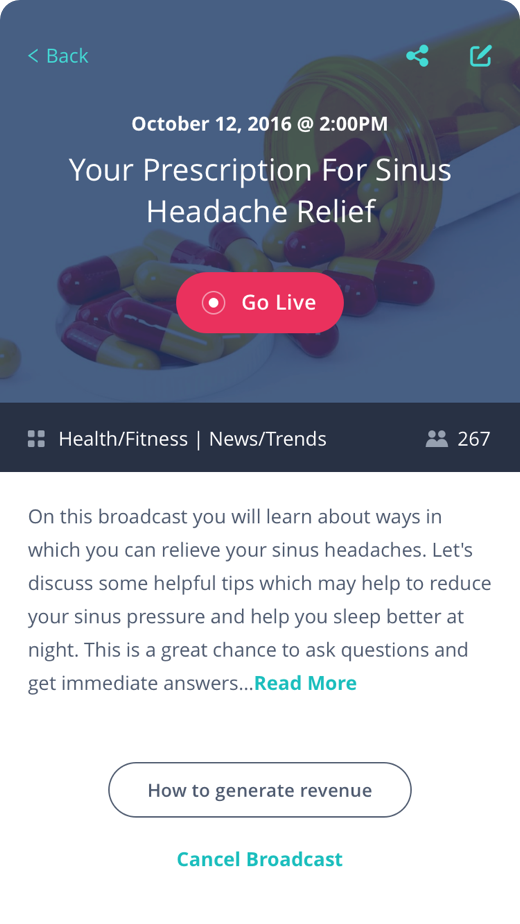 < Back
October 12, 2016 @ 2:00PM
Your Prescription For Sinus
Headache Relief
Go Live
Health/Fitness | News/Trends
267
On this broadcast you will learn about ways in
which you can relieve your sinus headaches. Let's
discuss some helpful tips which may help to reduce
your sinus pressure and help you sleep better at
night. This is a great chance to ask questions and
get immediate answers...Read More
How to generate revenue
Cancel Broadcast